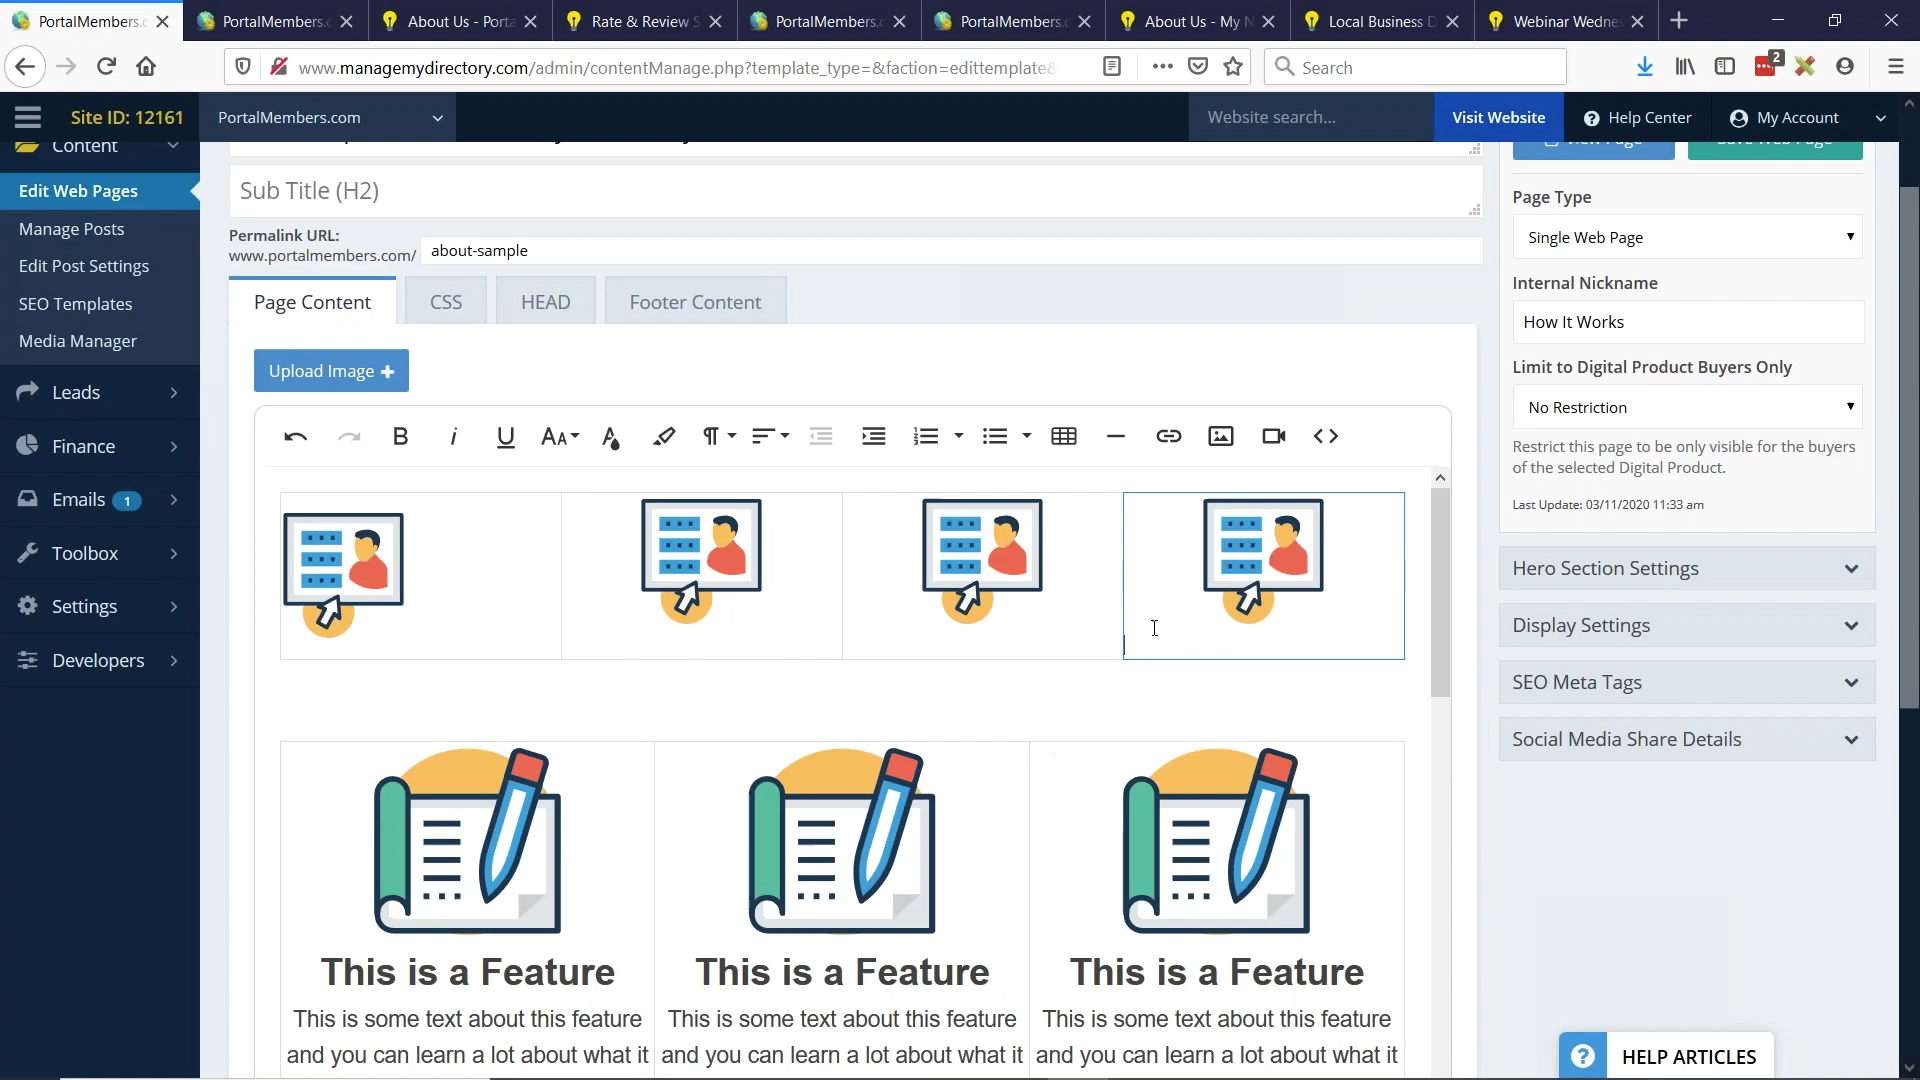 PortalMembers.c
PortalMembers.c
About Us - Porta
Rate & Review S
PortalMembers.c
PortalMembers.c
About Us - My N
Local Business D
Webinar Wednes
www.managemydirectory.com/admin/contentManage.php?template_type=&faction=edittemplate&
Search
2
Site ID: 12161
PortalMembers.com
Website search...
Visit Website
Help Center
My Account
Content
Edit Web Pages
Manage Posts
Edit Post Settings
SEO Templates
Media Manager
Leads
Finance
Emails 1
Toolbox
Settings
Developers
Sub Title (H2)
Permalink URL:
www.portalmembers.com/
about-sample
Page Content
CSS
HEAD
Footer Content
Upload Image
This is a Feature
This is a Feature
This is a Feature
This is some text about this feature
and you can learn a lot about what it
This is some text about this feature
and you can learn a lot about what it
This is some text about this feature
and you can learn a lot about what it
View Page
Save Web Page
Page Type
Single Web Page
Internal Nickname
How It Works
Limit to Digital Product Buyers Only
No Restriction
Restrict this page to be only visible for the buyers
of the selected Digital Product.
Last Update: 03/11/2020 11:33 am
Hero Section Settings
Display Settings
SEO Meta Tags
Social Media Share Details
HELP ARTICLES